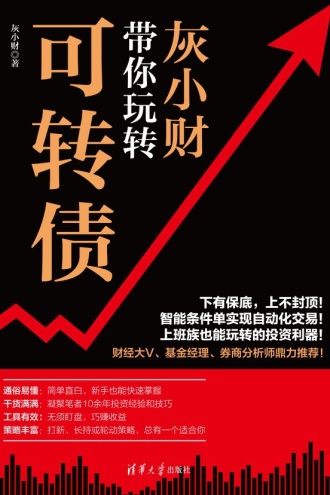 灰小财◎著
灰小财
带你玩转
可转债
下有保底，上不封顶！
智能条件单实现自动化交易！
上班族也能玩转的投资利器！
财经大V、基金经理、券商分析师鼎力推荐！
通俗易懂：简单直白，新手也能快速掌握
干货满满：凝聚笔者10余年投资经验和技巧
工具有效：无须盯盘，巧赚收益
策略丰富：打新、长持或轮动策略，总有一个适合你
清华大学出版社